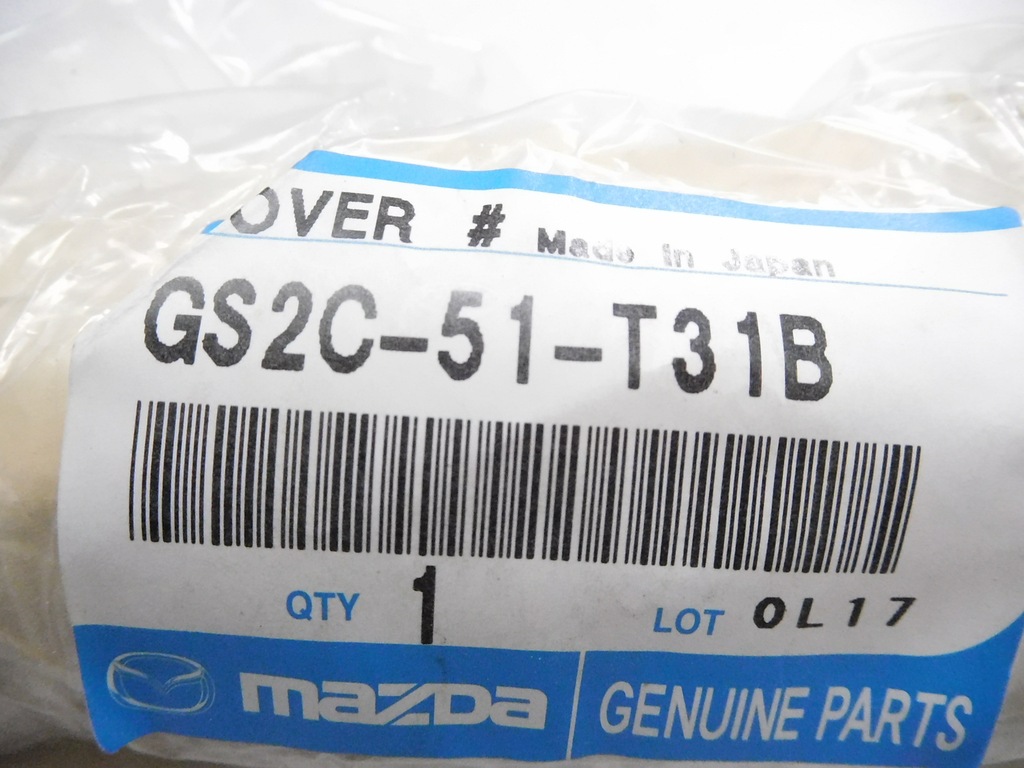 OVER # Made in Japan
GS2C-51-T31B
QTY 1 LOT 0L17
mazda GENUINE PARTS